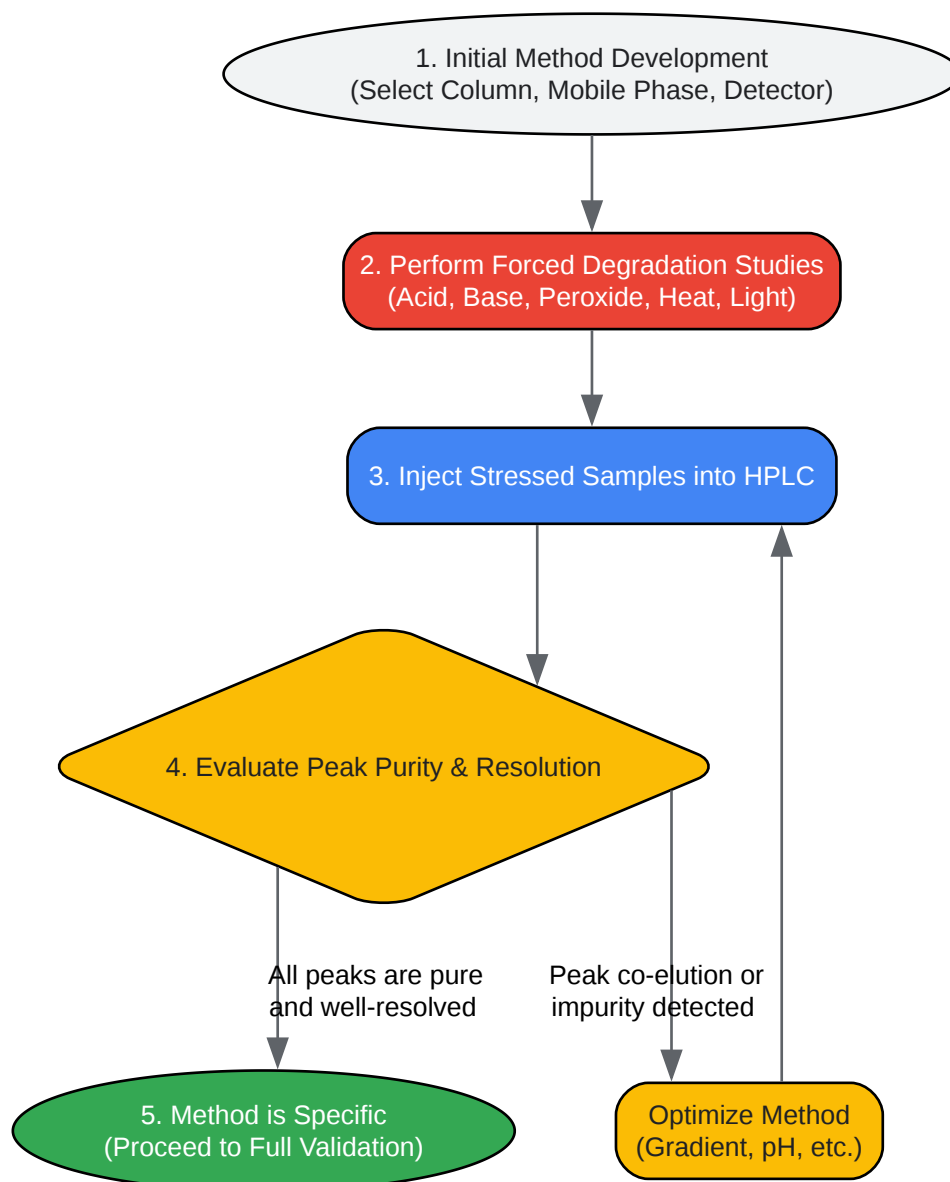 1. Initial Method Development
(Select Column, Mobile Phase, Detector)
2. Perform Forced Degradation Studies
(Acid, Base, Peroxide, Heat, Light)
3. Inject Stressed Samples into HPLC
4. Evaluate Peak Purity & Resolution
All peaks are pure
and well-resolved
Peak co-elution or
impurity detected
5. Method is Specific
(Proceed to Full Validation)
Optimize Method
(Gradient, pH, etc.)